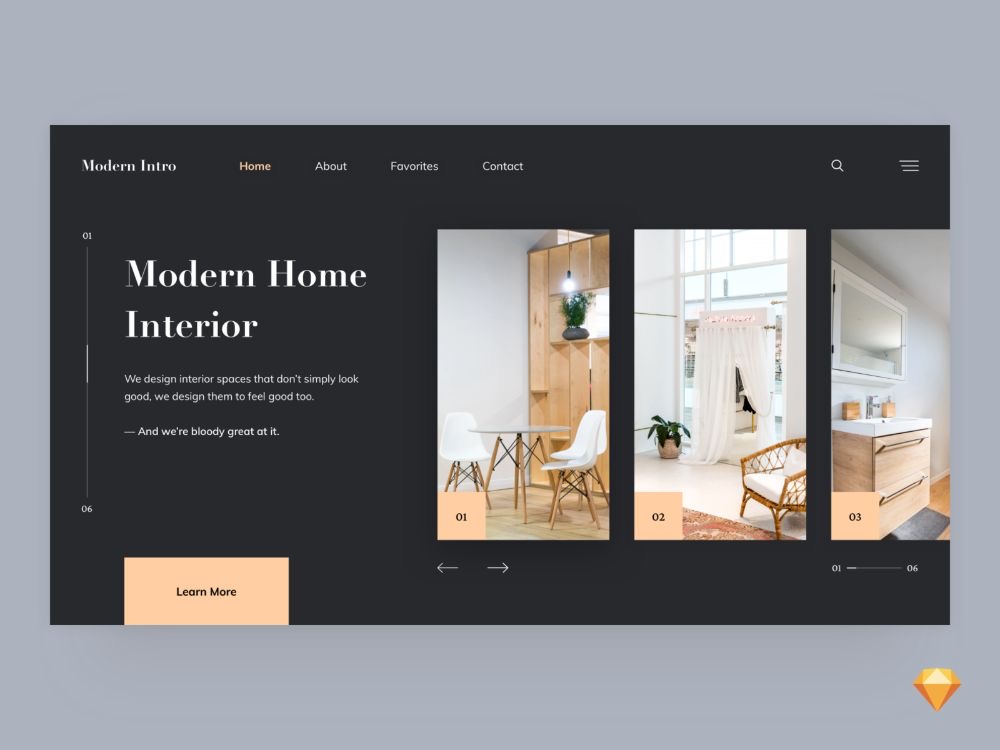 Modern Intro
Home
About
Favorites
Contact
01
Modern Home
Interior
We design interior spaces that don't simply look
good, we design them to feel good too.
— And we're bloody great at it.
06
Learn More
01
02
03
01
06